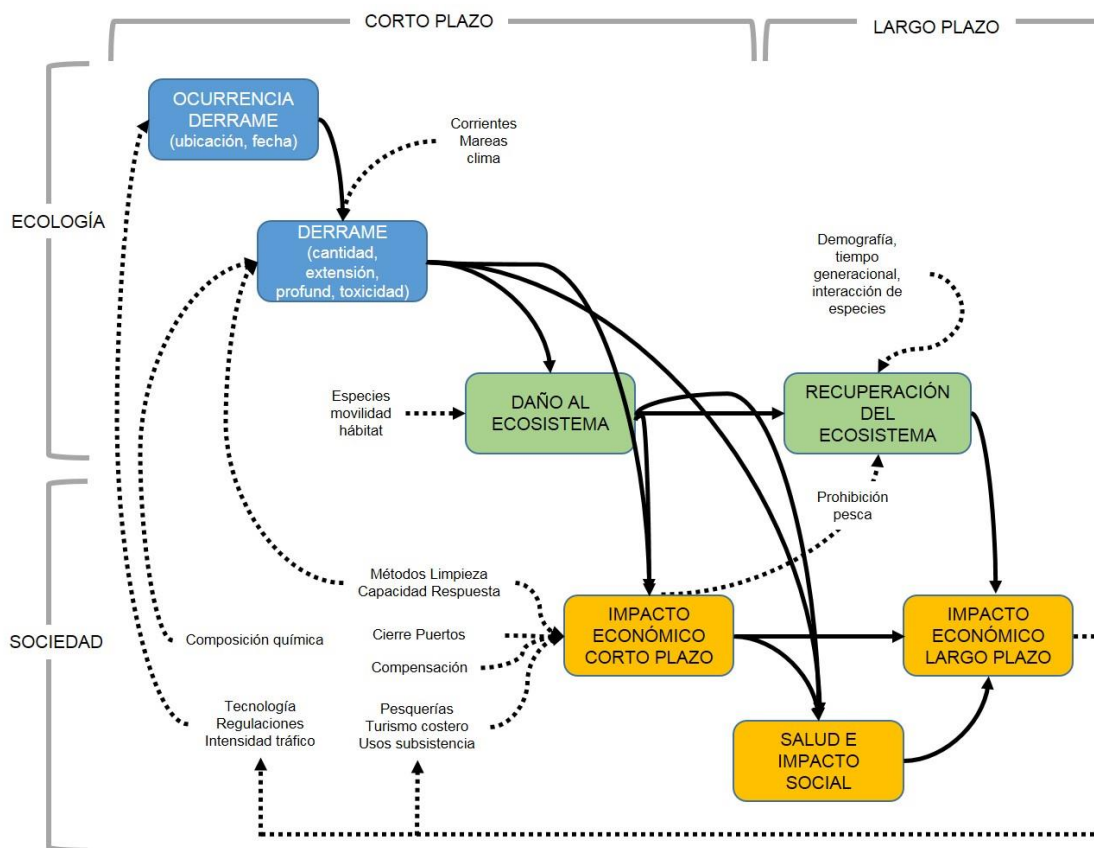 CORTO PLAZO
LARGO PLAZO
OCURRENCIA
DERRAME
(ubicación, fecha)
Corrientes
Mareas
clima
ECOLOGÍA
DERRAME
(cantidad,
extensión,
profund, toxicidad)
Demografía,
tiempo
generacional,
interacción de
especies
Especies
movilidad
hábitat
DAÑO AL
ECOSISTEMA
RECUPERACIÓN
DEL
ECOSISTEMA
Prohibición
pesca
Métodos Limpieza
Capacidad Respuesta
SOCIEDAD
Composición química
Cierre Puertos
Compensación
IMPACTO
ECONÓMICO
CORTO PLAZO
IMPACTO
ECONÓMICO
LARGO PLAZO
Tecnología
Regulaciones
Intensidad tráfico
Pesquerías
Turismo costero
Usos subsistencia
SALUD E
IMPACTO
SOCIAL